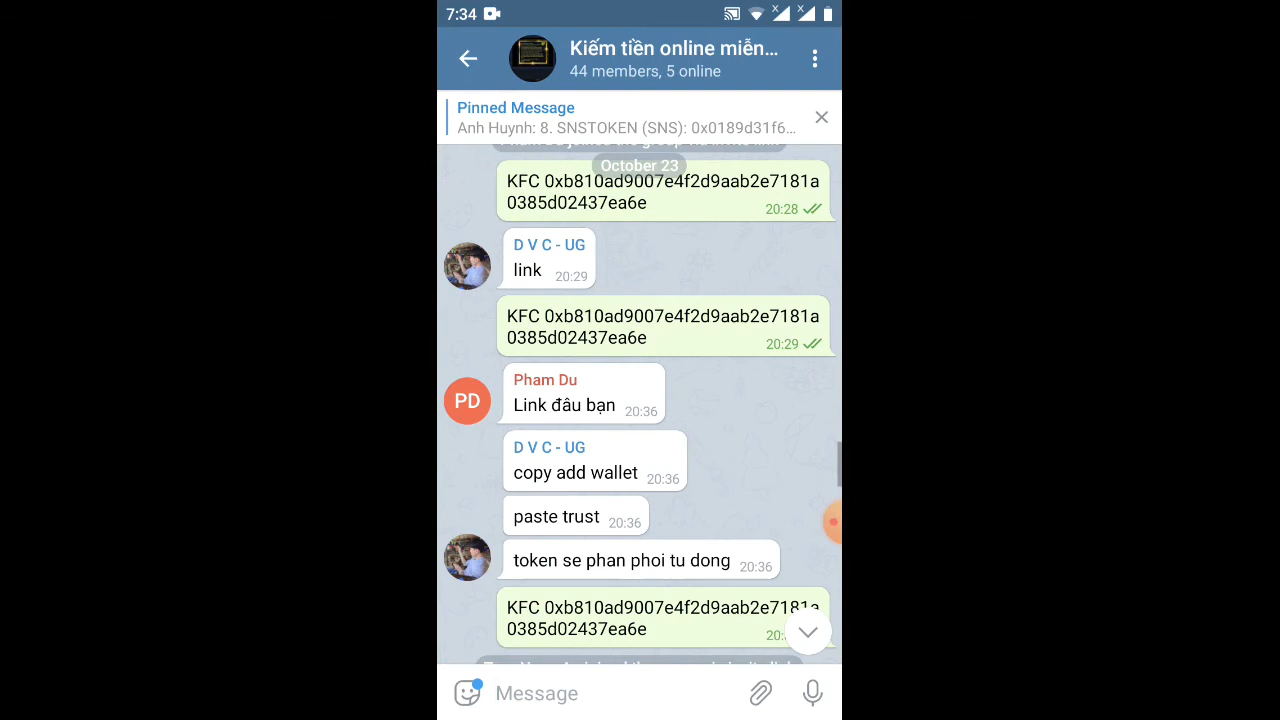 7:34
Kiếm tiền online miễn...
44 members, 5 online
Pinned Message
Anh Huynh: 8. SNSTOKEN (SNS): 0x0189d31f6...
October 23
KFC 0xb810ad9007e4f2d9aab2e7181a
0385d02437ea6e
20:28
D V C - UG
link 20:29
KFC 0xb810ad9007e4f2d9aab2e7181a
0385d02437ea6e
20:29
PD
Pham Du
Link đâu bạn 20:36
D V C - UG
copy add wallet 20:36
paste trust 20:36
token se phan phoi tu dong 20:36
KFC 0xb810ad9007e4f2d9aab2e7181a
0385d02437ea6e
Message